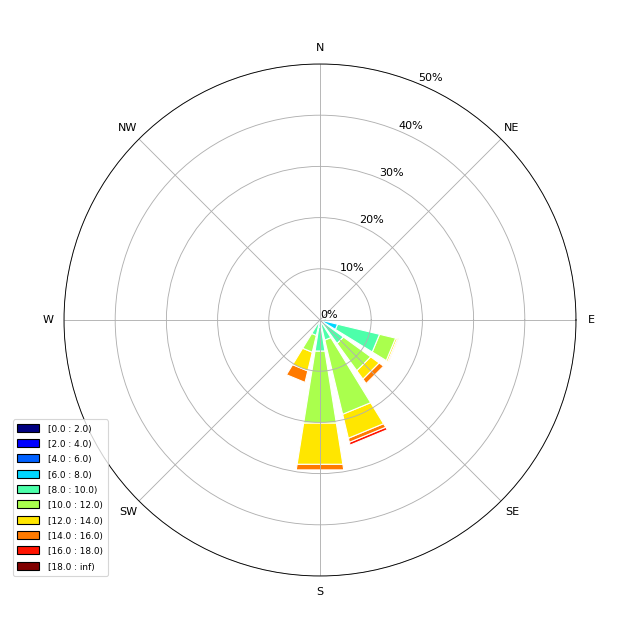 N
50%
NW
40%
NE
30%
20%
10%
W
0%
E
[0.0 : 2.0)
[2.0 : 4.0)
[4.0 : 6.0)
[6.0 : 8.0)
[8.0 : 10.0)
[10.0 : 12.0)
[12.0 : 14.0)
[14.0 : 16.0)
[16.0 : 18.0)
[18.0 : inf)
SW
SE
S